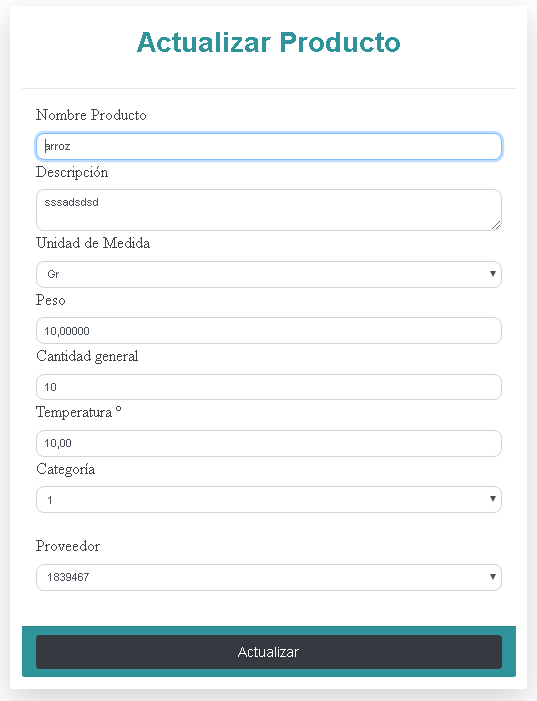 Actualizar Producto
Nombre Producto
arroz
Descripción
sssadsdsd
Unidad de Medida
Gr
Peso
10,00000
Cantidad general
10
Temperatura °
10,00
Categoría
1
Proveedor
1839467
Actualizar